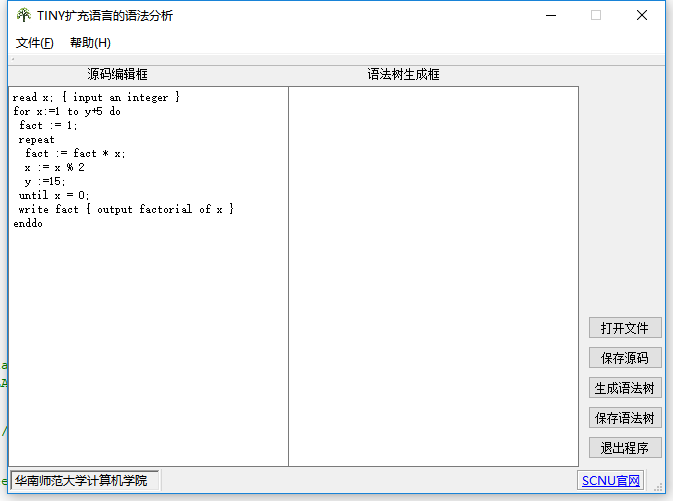 TINY扩充语言的语法分析
文件(F) 帮助(H)
源码编辑框 语法树生成框
read x; { input an integer }
for x:=1 to y+5 do
fact := 1;
repeat
fact := fact * x;
x := x % 2
y :=15;
until x = 0;
write fact { output factorial of x }
enddo
打开文件
保存源码
生成语法树
保存语法树
退出程序
华南师范大学计算机学院 SCNU官网